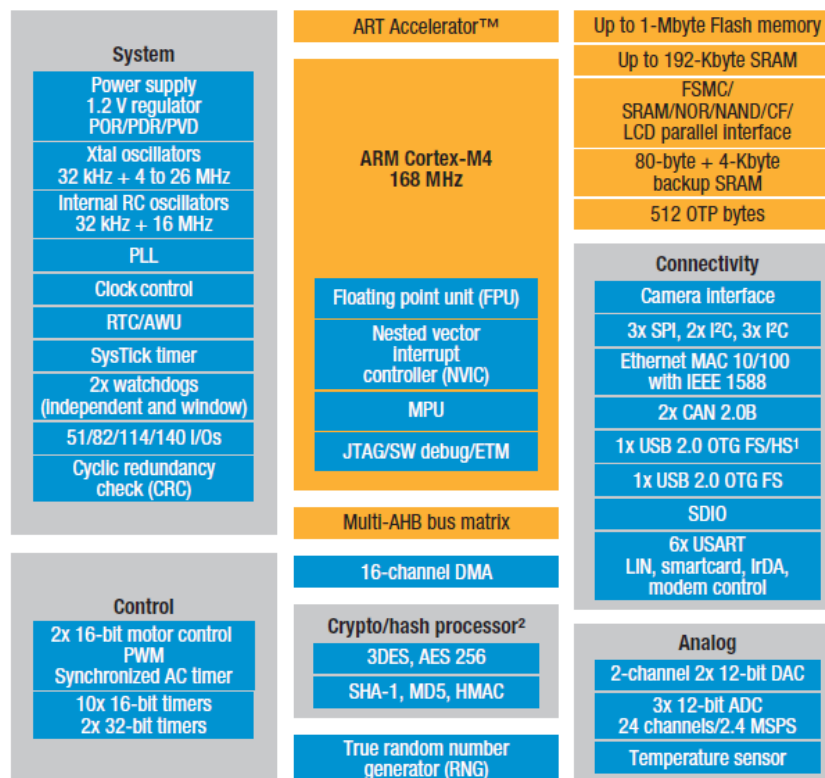 System
Power supply
1.2 V regulator
POR/PDR/PVD
Xtal oscillators
32 kHz + 4 to 26 MHz
Internal RC oscillators
32 kHz + 16 MHz
PLL
Clock control
RTC/AWU
SysTick timer
2x watchdogs
(independent and window)
51/82/114/140 I/Os
Cyclic redundancy
check (CRC)
Control
2x 16-bit motor control
PWM
Synchronized AC timer
10x 16-bit timers
2x 32-bit timers
ART Accelerator™
ARM Cortex-M4
168 MHz
Floating point unit (FPU)
Nested vector
interrupt
controller (NVIC)
MPU
JTAG/SW debug/ETM
Multi-AHB bus matrix
16-channel DMA
Crypto/hash processor²
3DES, AES 256
SHA-1, MD5, HMAC
True random number
generator (RNG)
Up to 1-Mbyte Flash memory
Up to 192-Kbyte SRAM
FSMC/
SRAM/NOR/NAND/CF/
LCD parallel interface
80-byte + 4-Kbyte
backup SRAM
512 OTP bytes
Connectivity
Camera interface
3x SPI, 2x I²C, 3x I²C
Ethernet MAC 10/100
with IEEE 1588
2x CAN 2.0B
1x USB 2.0 OTG FS/HS¹
1x USB 2.0 OTG FS
SDIO
6x USART
LIN, smartcard, IrDA,
modem control
Analog
2-channel 2x 12-bit DAC
3x 12-bit ADC
24 channels/2.4 MSPS
Temperature sensor